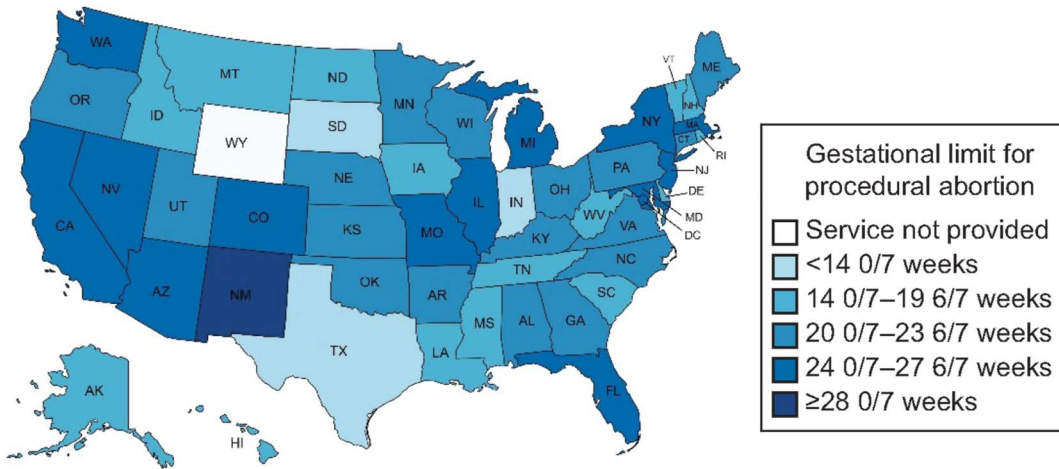 WA
MT
ND
MN
VT
ME
OR
ID
SD
WI
NH
MA
NY
CT
RI
WY
MI
NE
IA
PA
NJ
NV
UT
IL
IN
OH
DE
CO
WV
MD
CA
KS
MO
KY
VA
DC
TN
NC
AZ
NM
OK
AR
SC
MS
AL
GA
TX
LA
FL
AK
HI
Gestational limit for
procedural abortion
Service not provided
<14 0/7 weeks
14 0/7–19 6/7 weeks
20 0/7–23 6/7 weeks
24 0/7–27 6/7 weeks
≥28 0/7 weeks